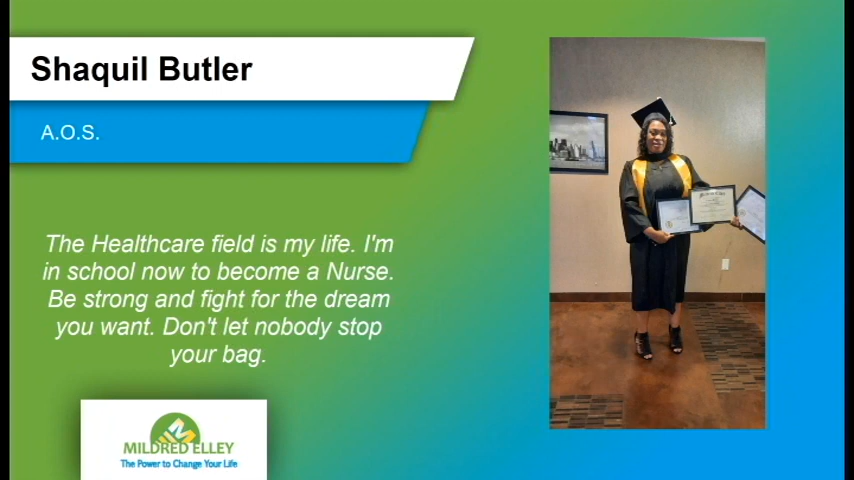 Shaquil Butler
A.O.S.
The Healthcare field is my life. I'm
in school now to become a Nurse.
Be strong and fight for the dream
you want. Don't let nobody stop
your bag.
MILDRED ELLEY
The Power to Change Your Life